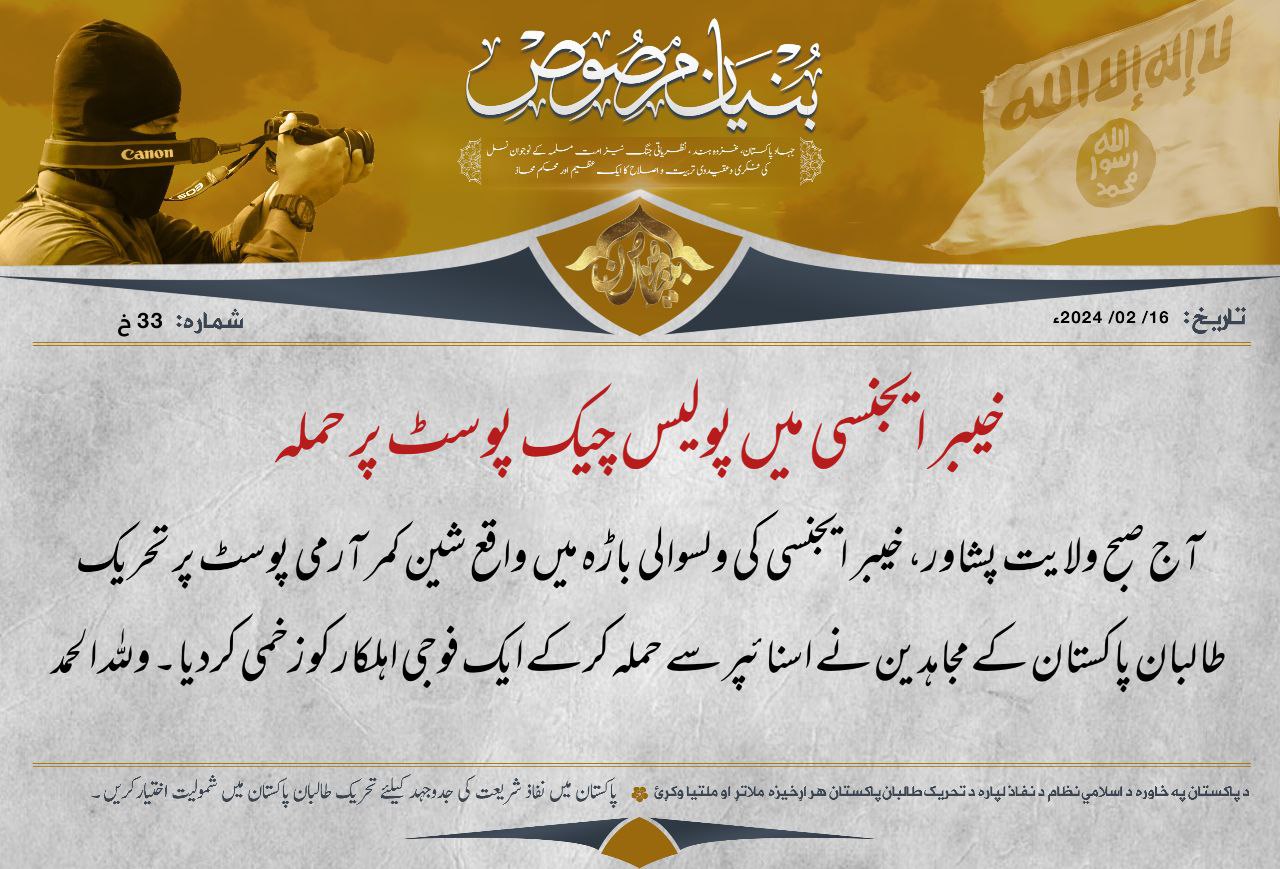 بُنیان مرصوص
جہاد پاکستان، غزوہ ہند، نظریاتی جنگ نیز امت مسلمہ کے نوجوان نسل
کی فکری و عقیدوی تربیت و اصلاح کا ایک عظیم اور محکم محاذ
Canon
EOS
لا إله إلا الله
الله
رسول
محمد
بنیان مرصوص
تاریخ: 16/ 02/ 2024ء
شمارہ: 33 خ
خیبر ایجنسی میں پولیس چیک پوسٹ پر حملہ
آج صبح ولایت پشاور، خیبر ایجنسی کی ولسوالی باڑہ میں واقع شین کمر آرمی پوسٹ پر تحریک
طالبان پاکستان کے مجاہدین نے اسنائپر سے حملہ کر کے ایک فوجی اہلکار کو زخمی کر دیا۔ وللہ الحمد
د پاکستان په خاوره د اسلامي نظام د نفاذ لپاره د تحریک طالبان پاکستان هر اړخیزه ملاتړ او ملتیا وکړئ
پاکستان میں نفاذ شریعت کی جدوجہد کیلئے تحریک طالبان پاکستان میں شمولیت اختیار کریں۔